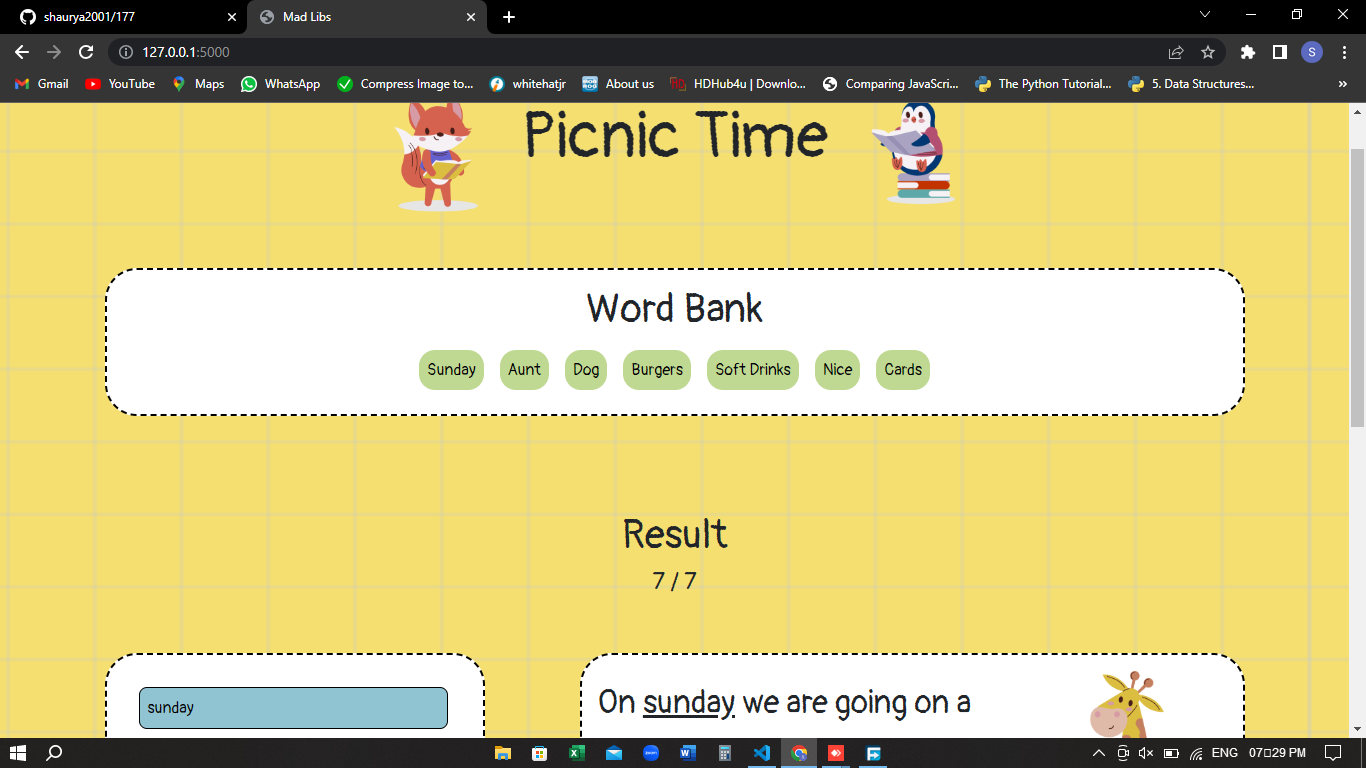 shaurya2001/177
Mad Libs
127.0.0.1:5000
S
Gmail YouTube Maps WhatsApp Compress Image to... whitehatjr About us HDHub4u | Downlo... Comparing JavaScri... The Python Tutorial... 5. Data Structures... »
Picnic Time
Word Bank
Sunday Aunt Dog Burgers Soft Drinks Nice Cards
Result
7 / 7
sunday
On sunday we are going on a
ENG 07▯29 PM